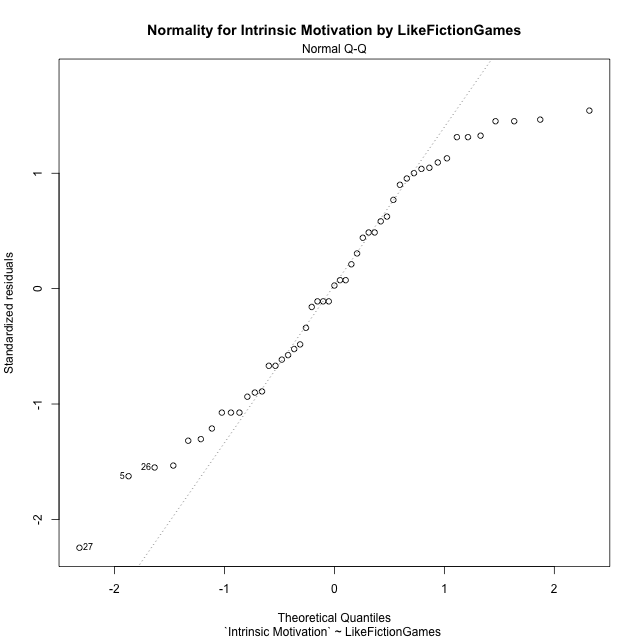 Normality for Intrinsic Motivation by LikeFictionGames
Normal Q-Q
Standardized residuals
1
0
-1
-2
26
5
27
-2
-1
0
1
2
Theoretical Quantiles
`Intrinsic Motivation` ~ LikeFictionGames